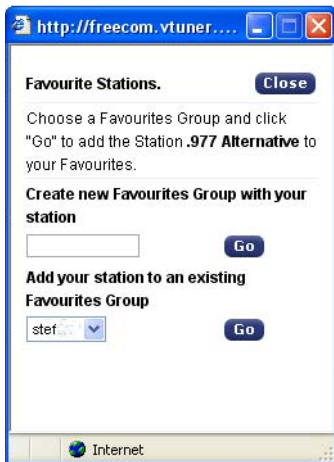 http://freecom.vtuner....
Favourite Stations. Close
Choose a Favourites Group and click
"Go" to add the Station .977 Alternative to
your Favourites.
Create new Favourites Group with your
station
Go
Add your station to an existing
Favourites Group
stef Go
Internet